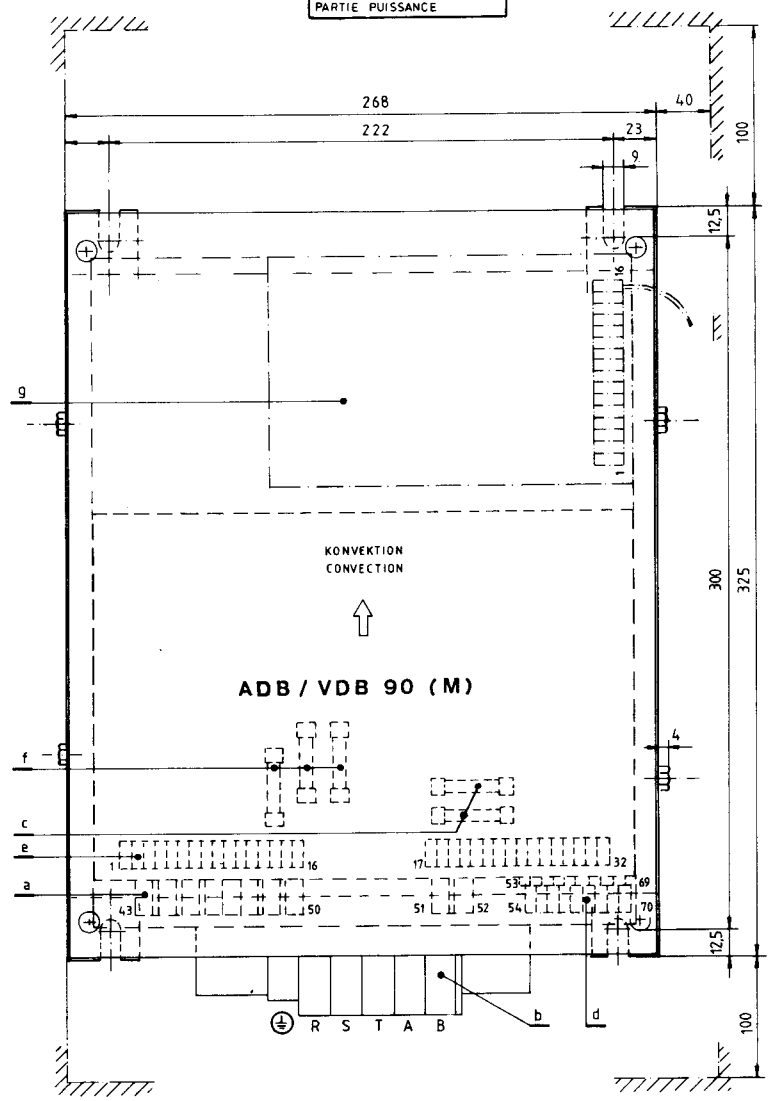 PARTIE PUISSANCE
268
40
222
23
9
100
12,5
16
g
1
KONVEKTION
CONVECTION
300
325
ADB / VDB 90 (M)
4
f
c
e
1
16
17
32
a
43
50
51
52
53
54
69
70
12,5
R S T A B
b
d
100